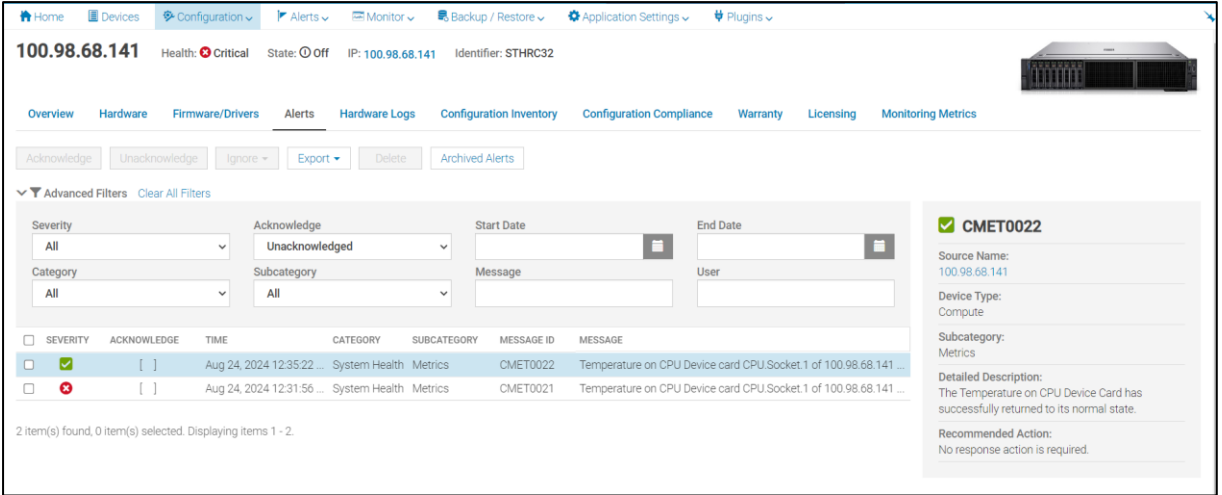 Home Devices Configuration Alerts Monitor Backup / Restore Application Settings Plugins
100.98.68.141 Health: Critical State: Off IP: 100.98.68.141 Identifier: STHRC32
Overview Hardware Firmware/Drivers Alerts Hardware Logs Configuration Inventory Configuration Compliance Warranty Licensing Monitoring Metrics
Acknowledge Unacknowledge Ignore Export Delete Archived Alerts
Advanced Filters Clear All Filters
Severity Acknowledge Start Date End Date
All Unacknowledged
Category Subcategory Message User
All All
SEVERITY ACKNOWLEDGE TIME CATEGORY SUBCATEGORY MESSAGE ID MESSAGE
[ ] Aug 24, 2024 12:35:22 ... System Health Metrics CMET0022 Temperature on CPU Device card CPU.Socket.1 of 100.98.68.141 ...
[ ] Aug 24, 2024 12:31:56 ... System Health Metrics CMET0021 Temperature on CPU Device card CPU.Socket.1 of 100.98.68.141 ...
2 item(s) found, 0 item(s) selected. Displaying items 1 - 2.
CMET0022
Source Name:
100.98.68.141
Device Type:
Compute
Subcategory:
Metrics
Detailed Description:
The Temperature on CPU Device Card has
successfully returned to its normal state.
Recommended Action:
No response action is required.